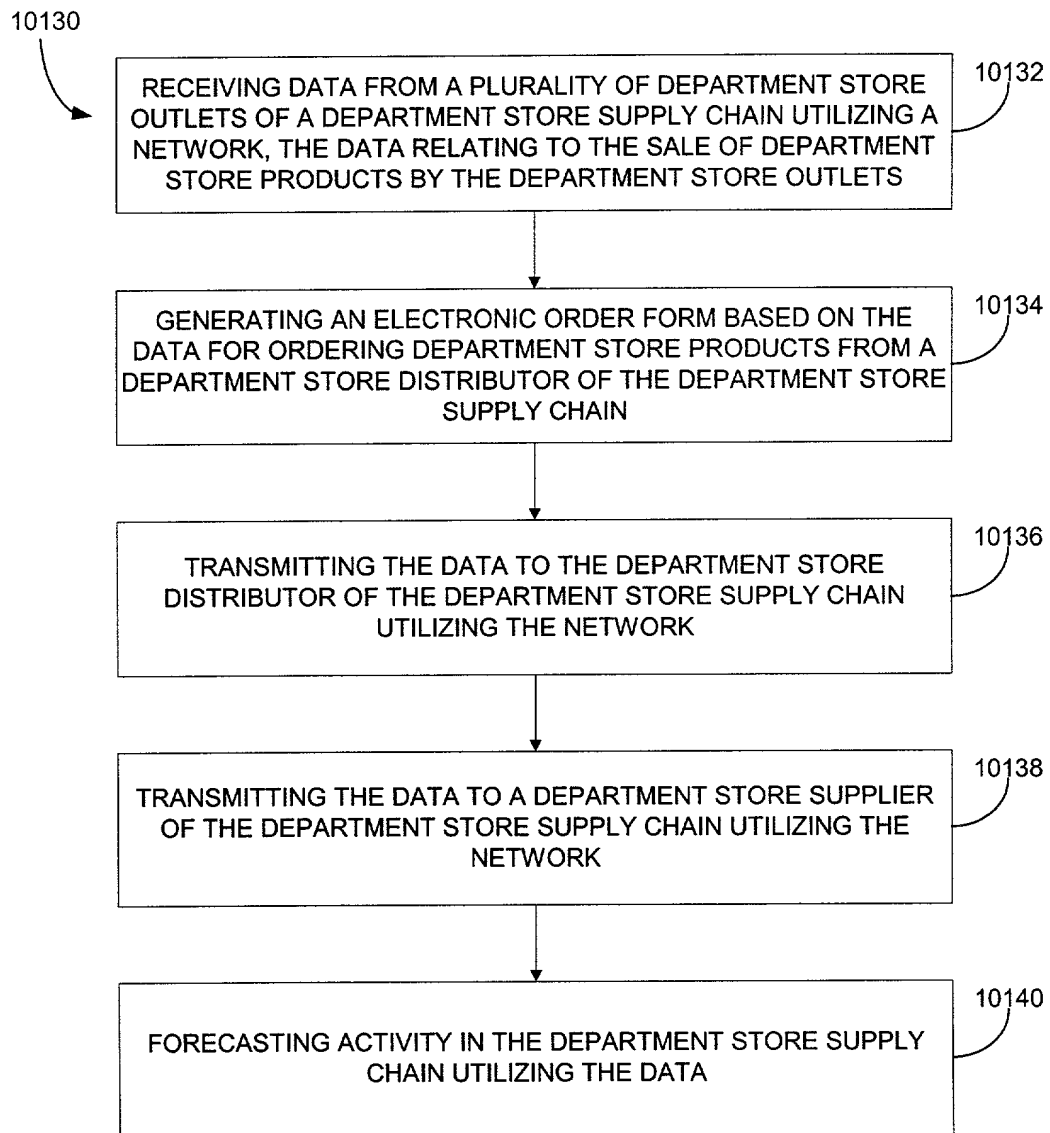 10130
10132
RECEIVING DATA FROM A PLURALITY OF DEPARTMENT STORE
OUTLETS OF A DEPARTMENT STORE SUPPLY CHAIN UTILIZING A
NETWORK, THE DATA RELATING TO THE SALE OF DEPARTMENT
STORE PRODUCTS BY THE DEPARTMENT STORE OUTLETS
10134
GENERATING AN ELECTRONIC ORDER FORM BASED ON THE
DATA FOR ORDERING DEPARTMENT STORE PRODUCTS FROM A
DEPARTMENT STORE DISTRIBUTOR OF THE DEPARTMENT STORE
SUPPLY CHAIN
10136
TRANSMITTING THE DATA TO THE DEPARTMENT STORE
DISTRIBUTOR OF THE DEPARTMENT STORE SUPPLY CHAIN
UTILIZING THE NETWORK
10138
TRANSMITTING THE DATA TO A DEPARTMENT STORE SUPPLIER
OF THE DEPARTMENT STORE SUPPLY CHAIN UTILIZING THE
NETWORK
10140
FORECASTING ACTIVITY IN THE DEPARTMENT STORE SUPPLY
CHAIN UTILIZING THE DATA